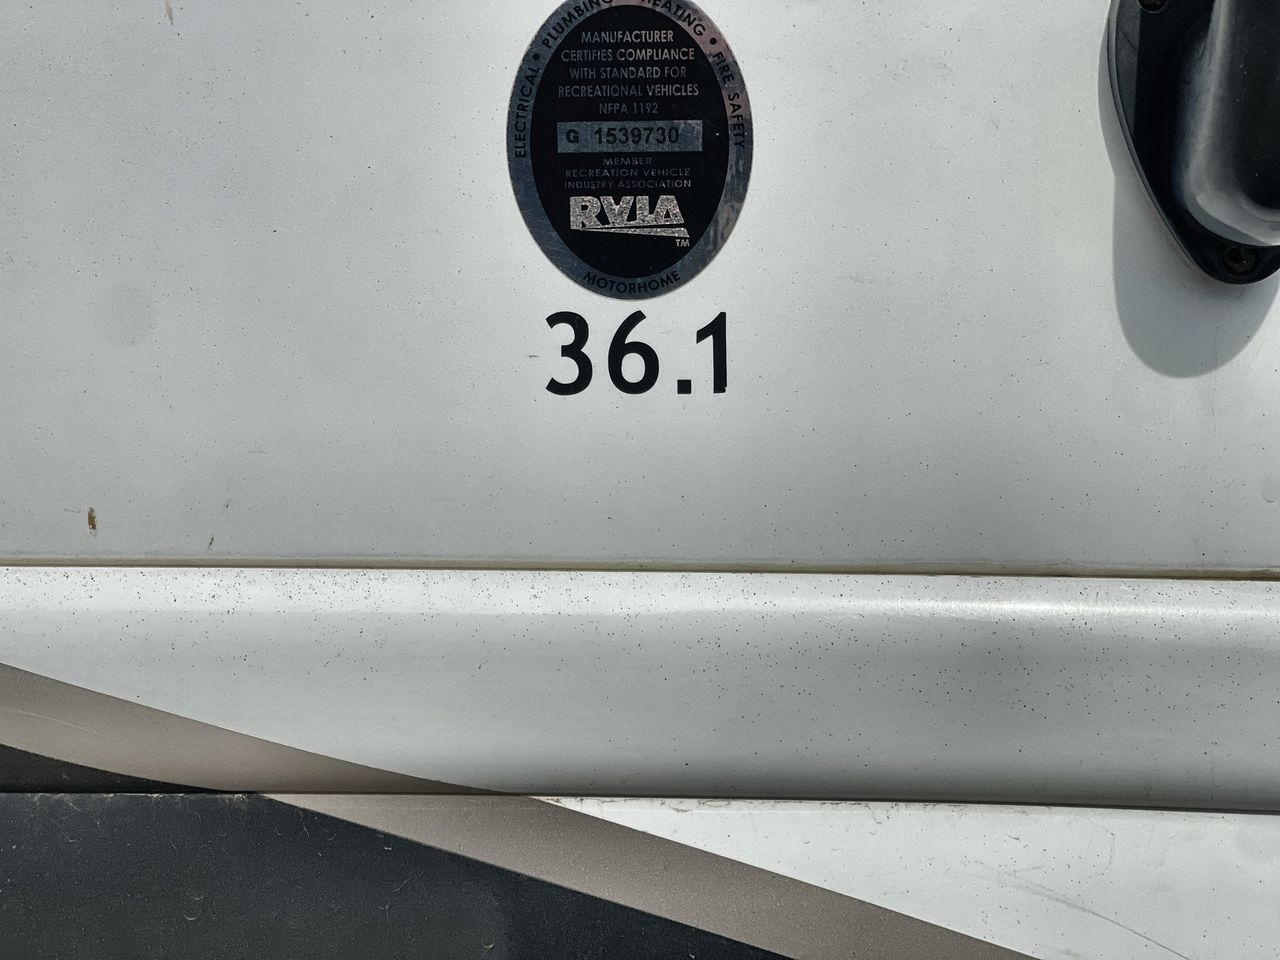 ELECTRICAL • PLUMBING • HEATING • FIRE SAFETY
MANUFACTURER
CERTIFIES COMPLIANCE
WITH STANDARD FOR
RECREATIONAL VEHICLES
NFPA 1192
G 1539730
MEMBER
RECREATION VEHICLE
INDUSTRY ASSOCIATION
RVIA
TM
MOTORHOME
36.1